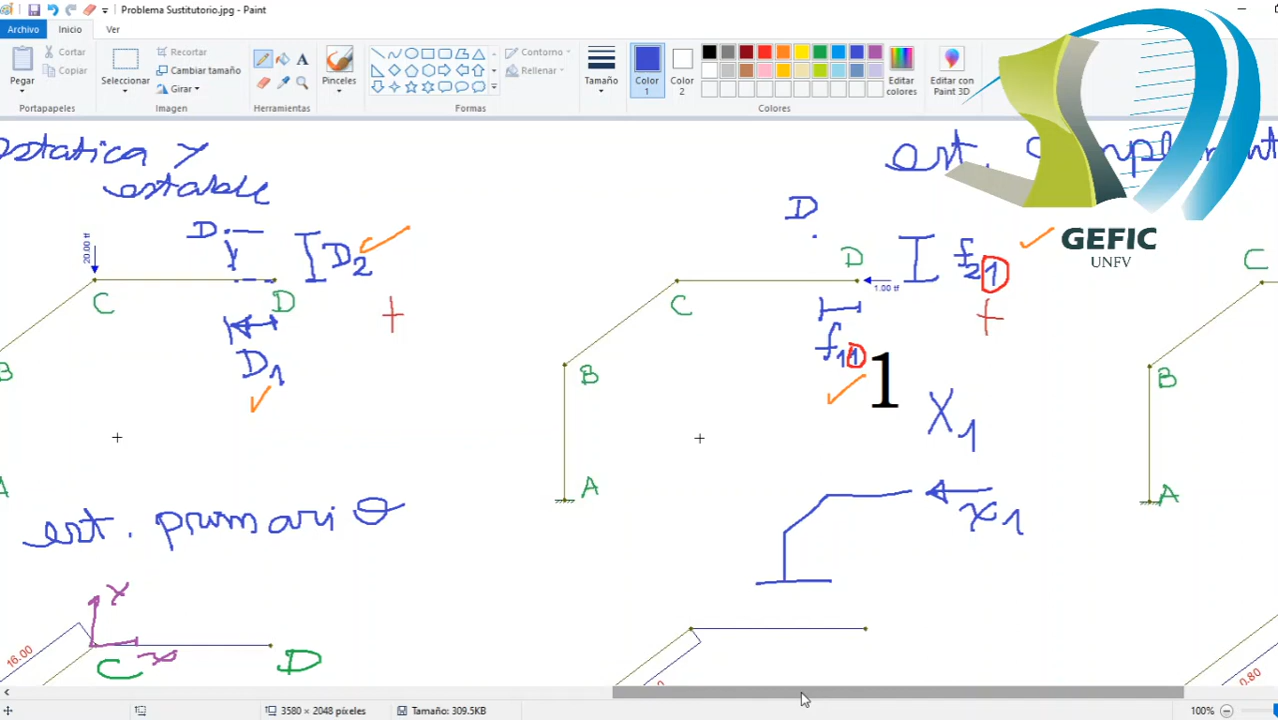 Problema Sustitutorio.jpg - Paint
Archivo
Inicio
Ver
Pegar
Cortar
Copiar
Portapapeles
Seleccionar
Recortar
Cambiar tamaño
Girar
Imagen
Herramientas
Pinceles
Contorno
Rellenar
Formas
Tamaño
Color 1
Color 2
Colores
Editar colores
Editar con Paint 3D
GEFIC
UNFV
estatica y
estable
est.
D
D2
20.00 tf
C
D
D1
B
A
est. primario
D
D
f21
1.00 tf
C
f11
1
B
X1
A
x1
C
B
A
16.00
x
C
D
0.80
3580 × 2048 píxeles
Tamaño: 309.5KB
100%